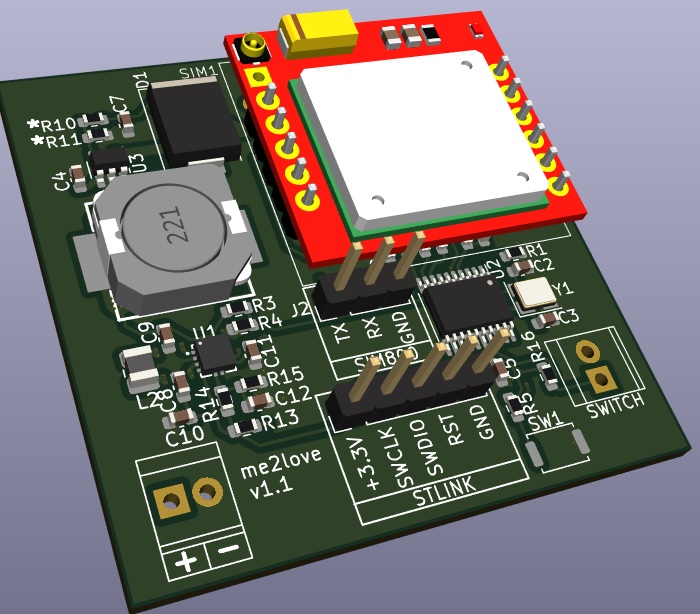 D1
SIM1
C7
*R10
*R11
U3
C4
221
R3
R4
J2
U2
R1
C2
Y1
C3
TX
RX
GND
C9
U1
C11
L2
C8
R14
R15
C12
R13
C10
C5
R16
R5
SW1
SWITCH
+3.3V
SWCLK
SWDIO
RST
GND
STLINK
me2love
v1.1
+ −